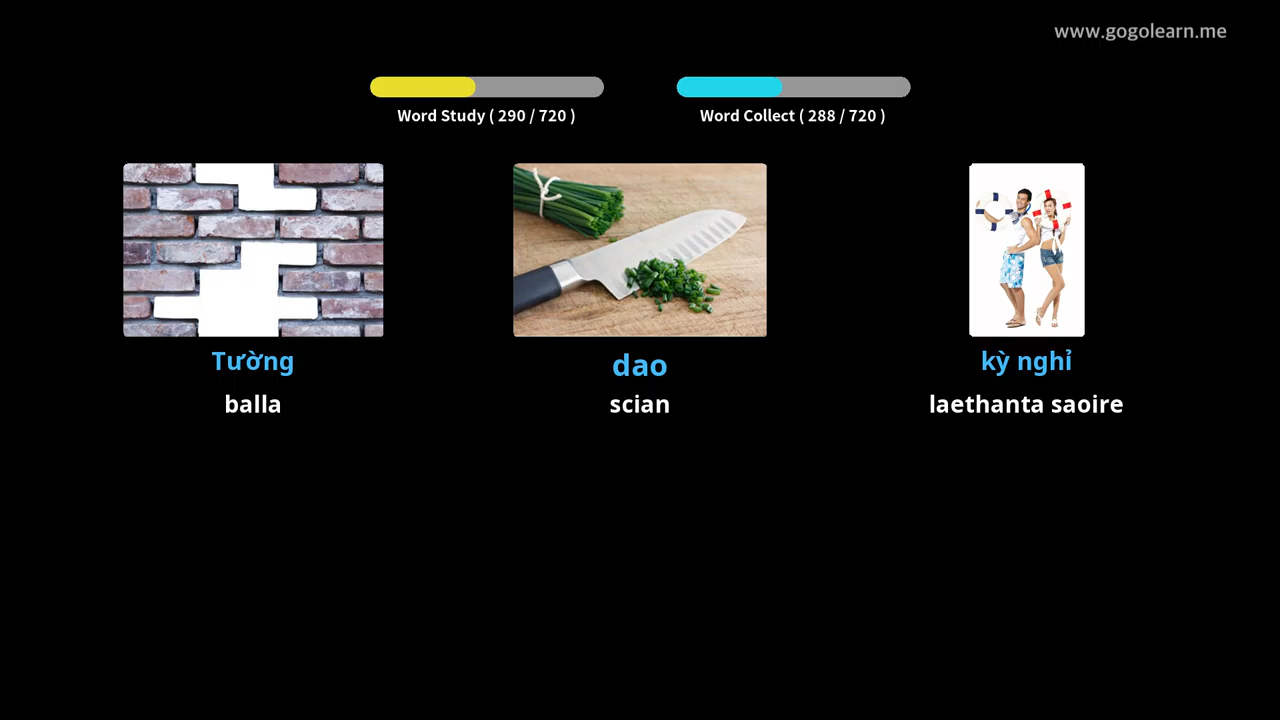 www.gogolearn.me
Word Study ( 290 / 720 )
Word Collect ( 288 / 720 )
Tường
balla
dao
scian
kỳ nghỉ
laethanta saoire